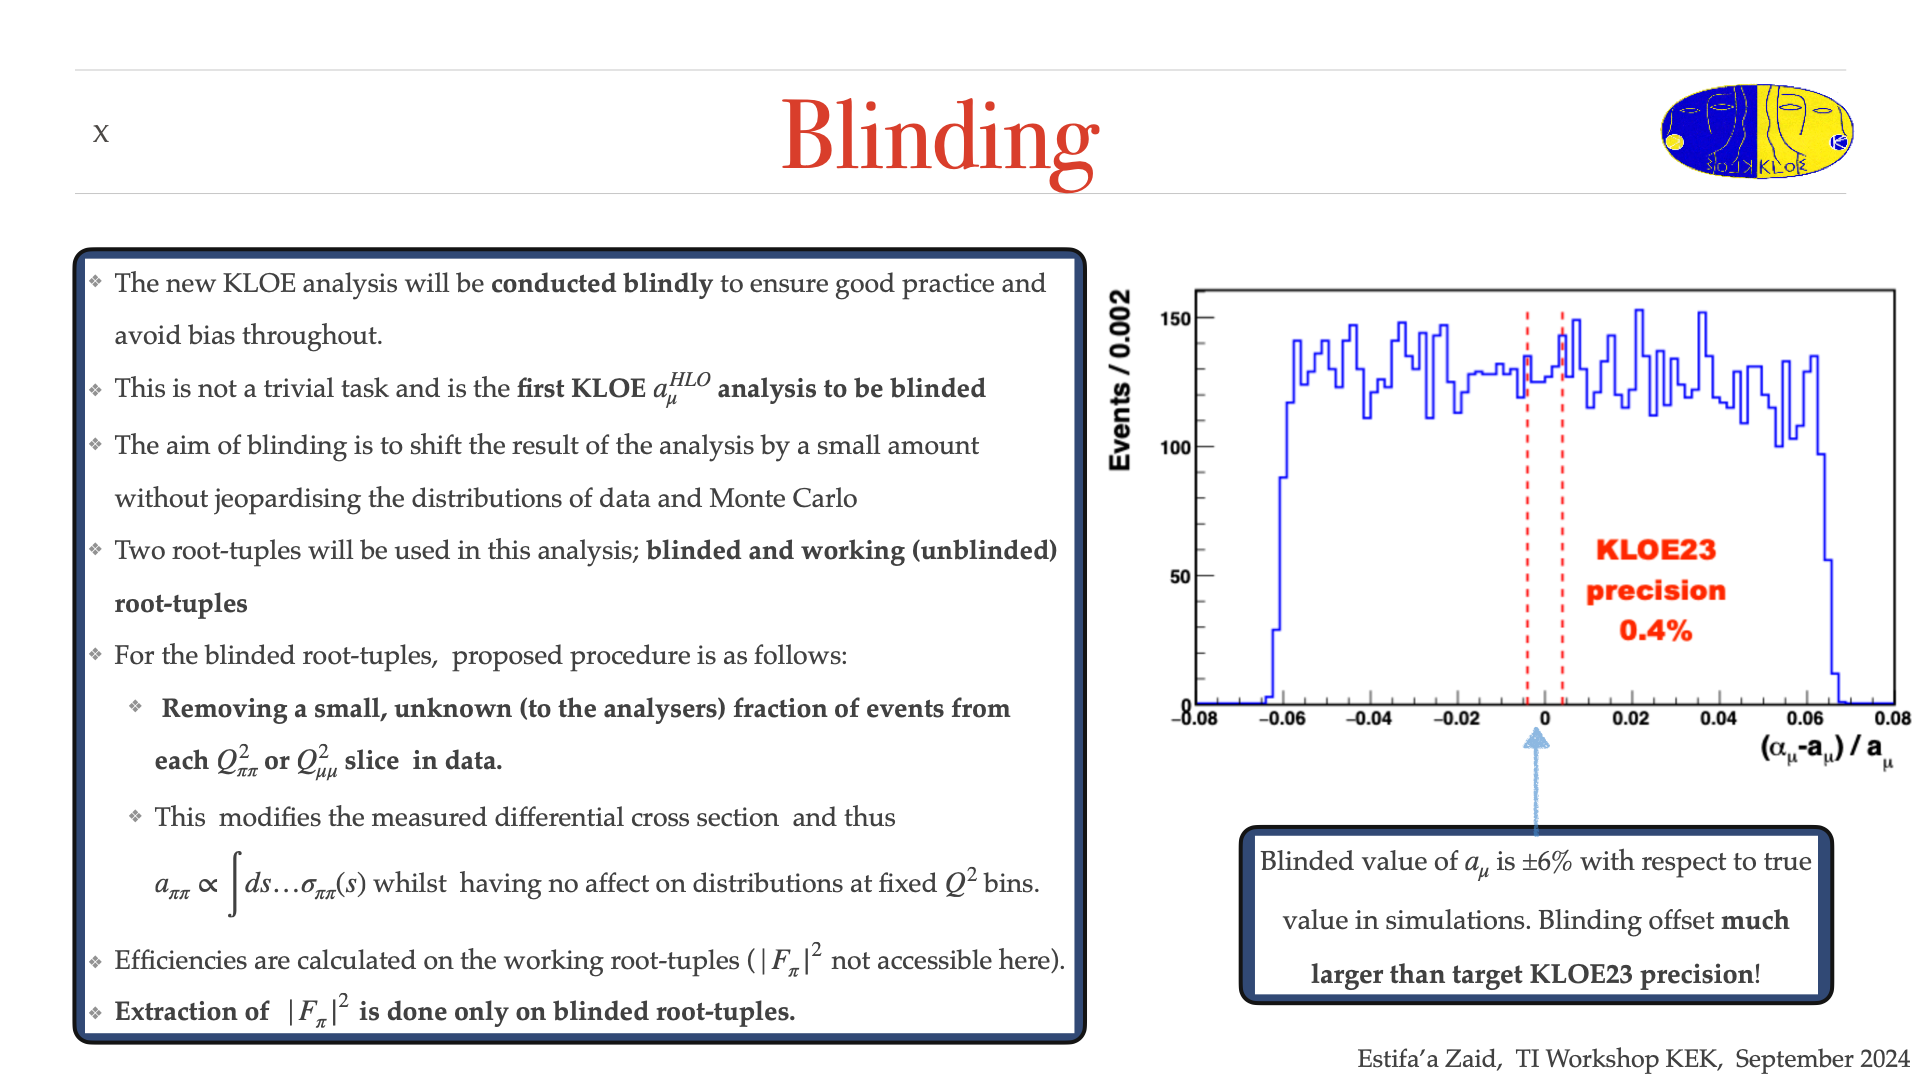 X
Blinding
KLOE KLOE
❖ The new KLOE analysis will be conducted blindly to ensure good practice and
avoid bias throughout.
❖ This is not a trivial task and is the first KLOE a_μ^{HLO} analysis to be blinded
❖ The aim of blinding is to shift the result of the analysis by a small amount
without jeopardising the distributions of data and Monte Carlo
❖ Two root-tuples will be used in this analysis; blinded and working (unblinded)
root-tuples
❖ For the blinded root-tuples, proposed procedure is as follows:
❖ Removing a small, unknown (to the analysers) fraction of events from
each Q²_{ππ} or Q²_{μμ} slice in data.
❖ This modifies the measured differential cross section and thus
a_{ππ} ∝ ∫ds…σ_{ππ}(s) whilst having no affect on distributions at fixed Q² bins.
❖ Efficiencies are calculated on the working root-tuples (|F_π|² not accessible here).
❖ Extraction of |F_π|² is done only on blinded root-tuples.
Events / 0.002
150
100
50
0
KLOE23
precision
0.4%
−0.08 −0.06 −0.04 −0.02 0 0.02 0.04 0.06 0.08
(α_μ-a_μ) / a_μ
Blinded value of a_μ is ±6% with respect to true
value in simulations. Blinding offset much
larger than target KLOE23 precision!
Estifa’a Zaid, TI Workshop KEK, September 2024